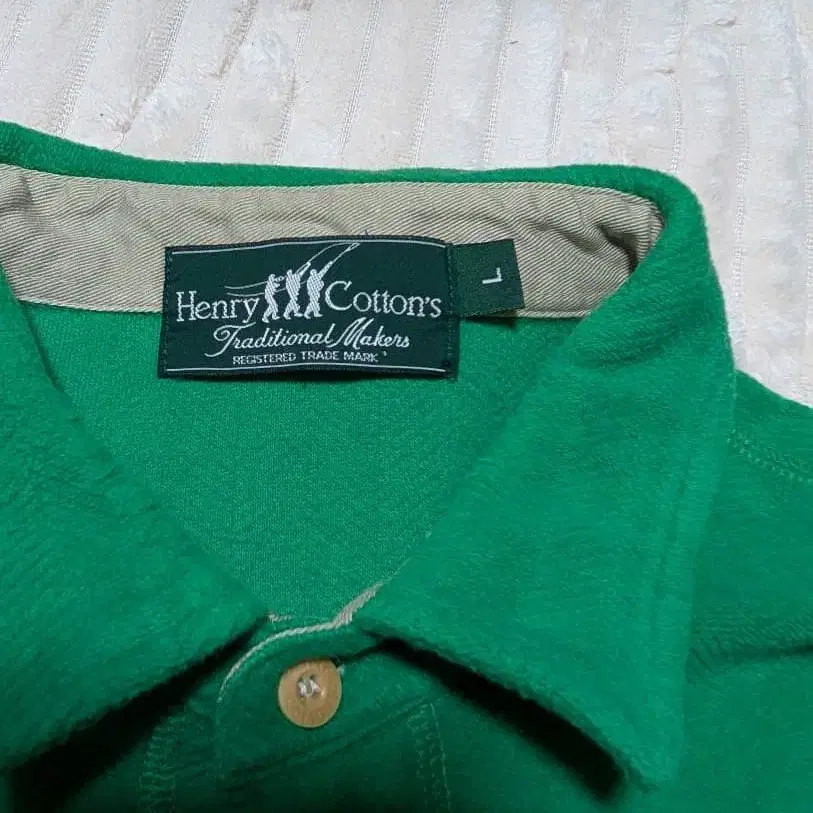 Henry Cotton's
Traditional Makers
REGISTERED TRADE MARK
L